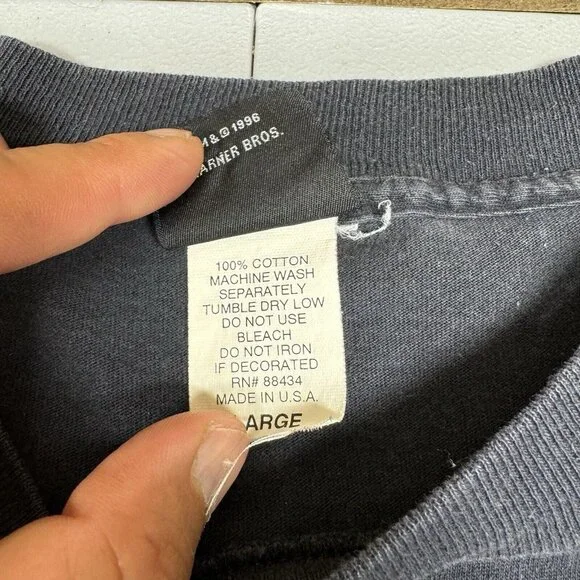 M & © 1996
ARNER BROS.
100% COTTON
MACHINE WASH
SEPARATELY
TUMBLE DRY LOW
DO NOT USE
BLEACH
DO NOT IRON
IF DECORATED
RN# 88434
MADE IN U.S.A.
ARGE